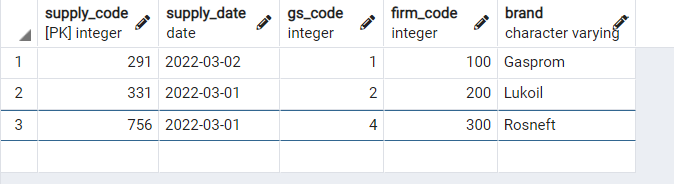 supply_code supply_date gs_code firm_code brand
[PK] integer date integer integer character varying
1 291 2022-03-02 1 100 Gasprom
2 331 2022-03-01 2 200 Lukoil
3 756 2022-03-01 4 300 Rosneft